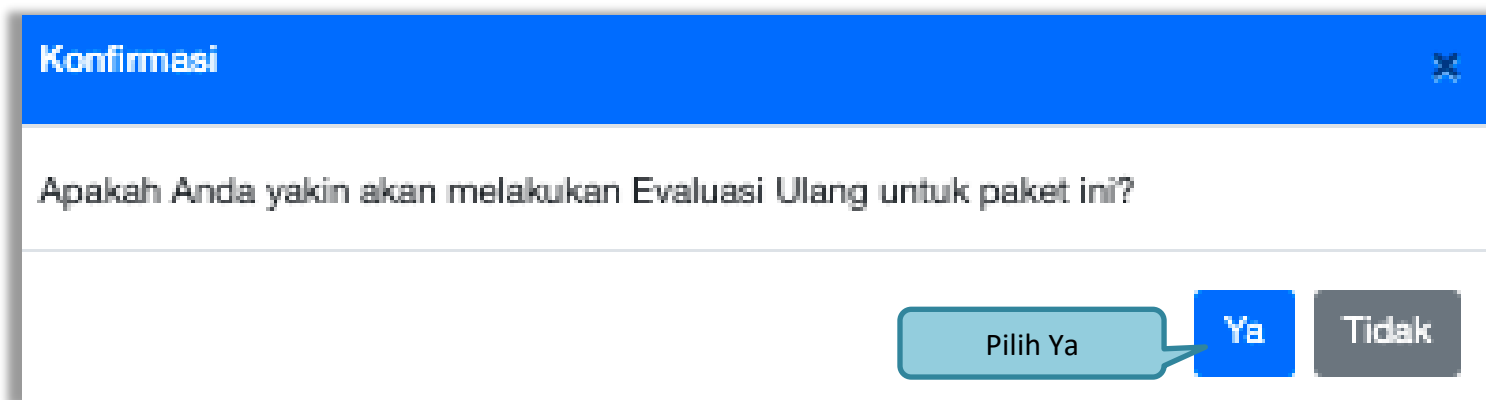 Konfirmasi
Apakah Anda yakin akan melakukan Evaluasi Ulang untuk paket ini?
Pilih Ya
Ya
Tidak